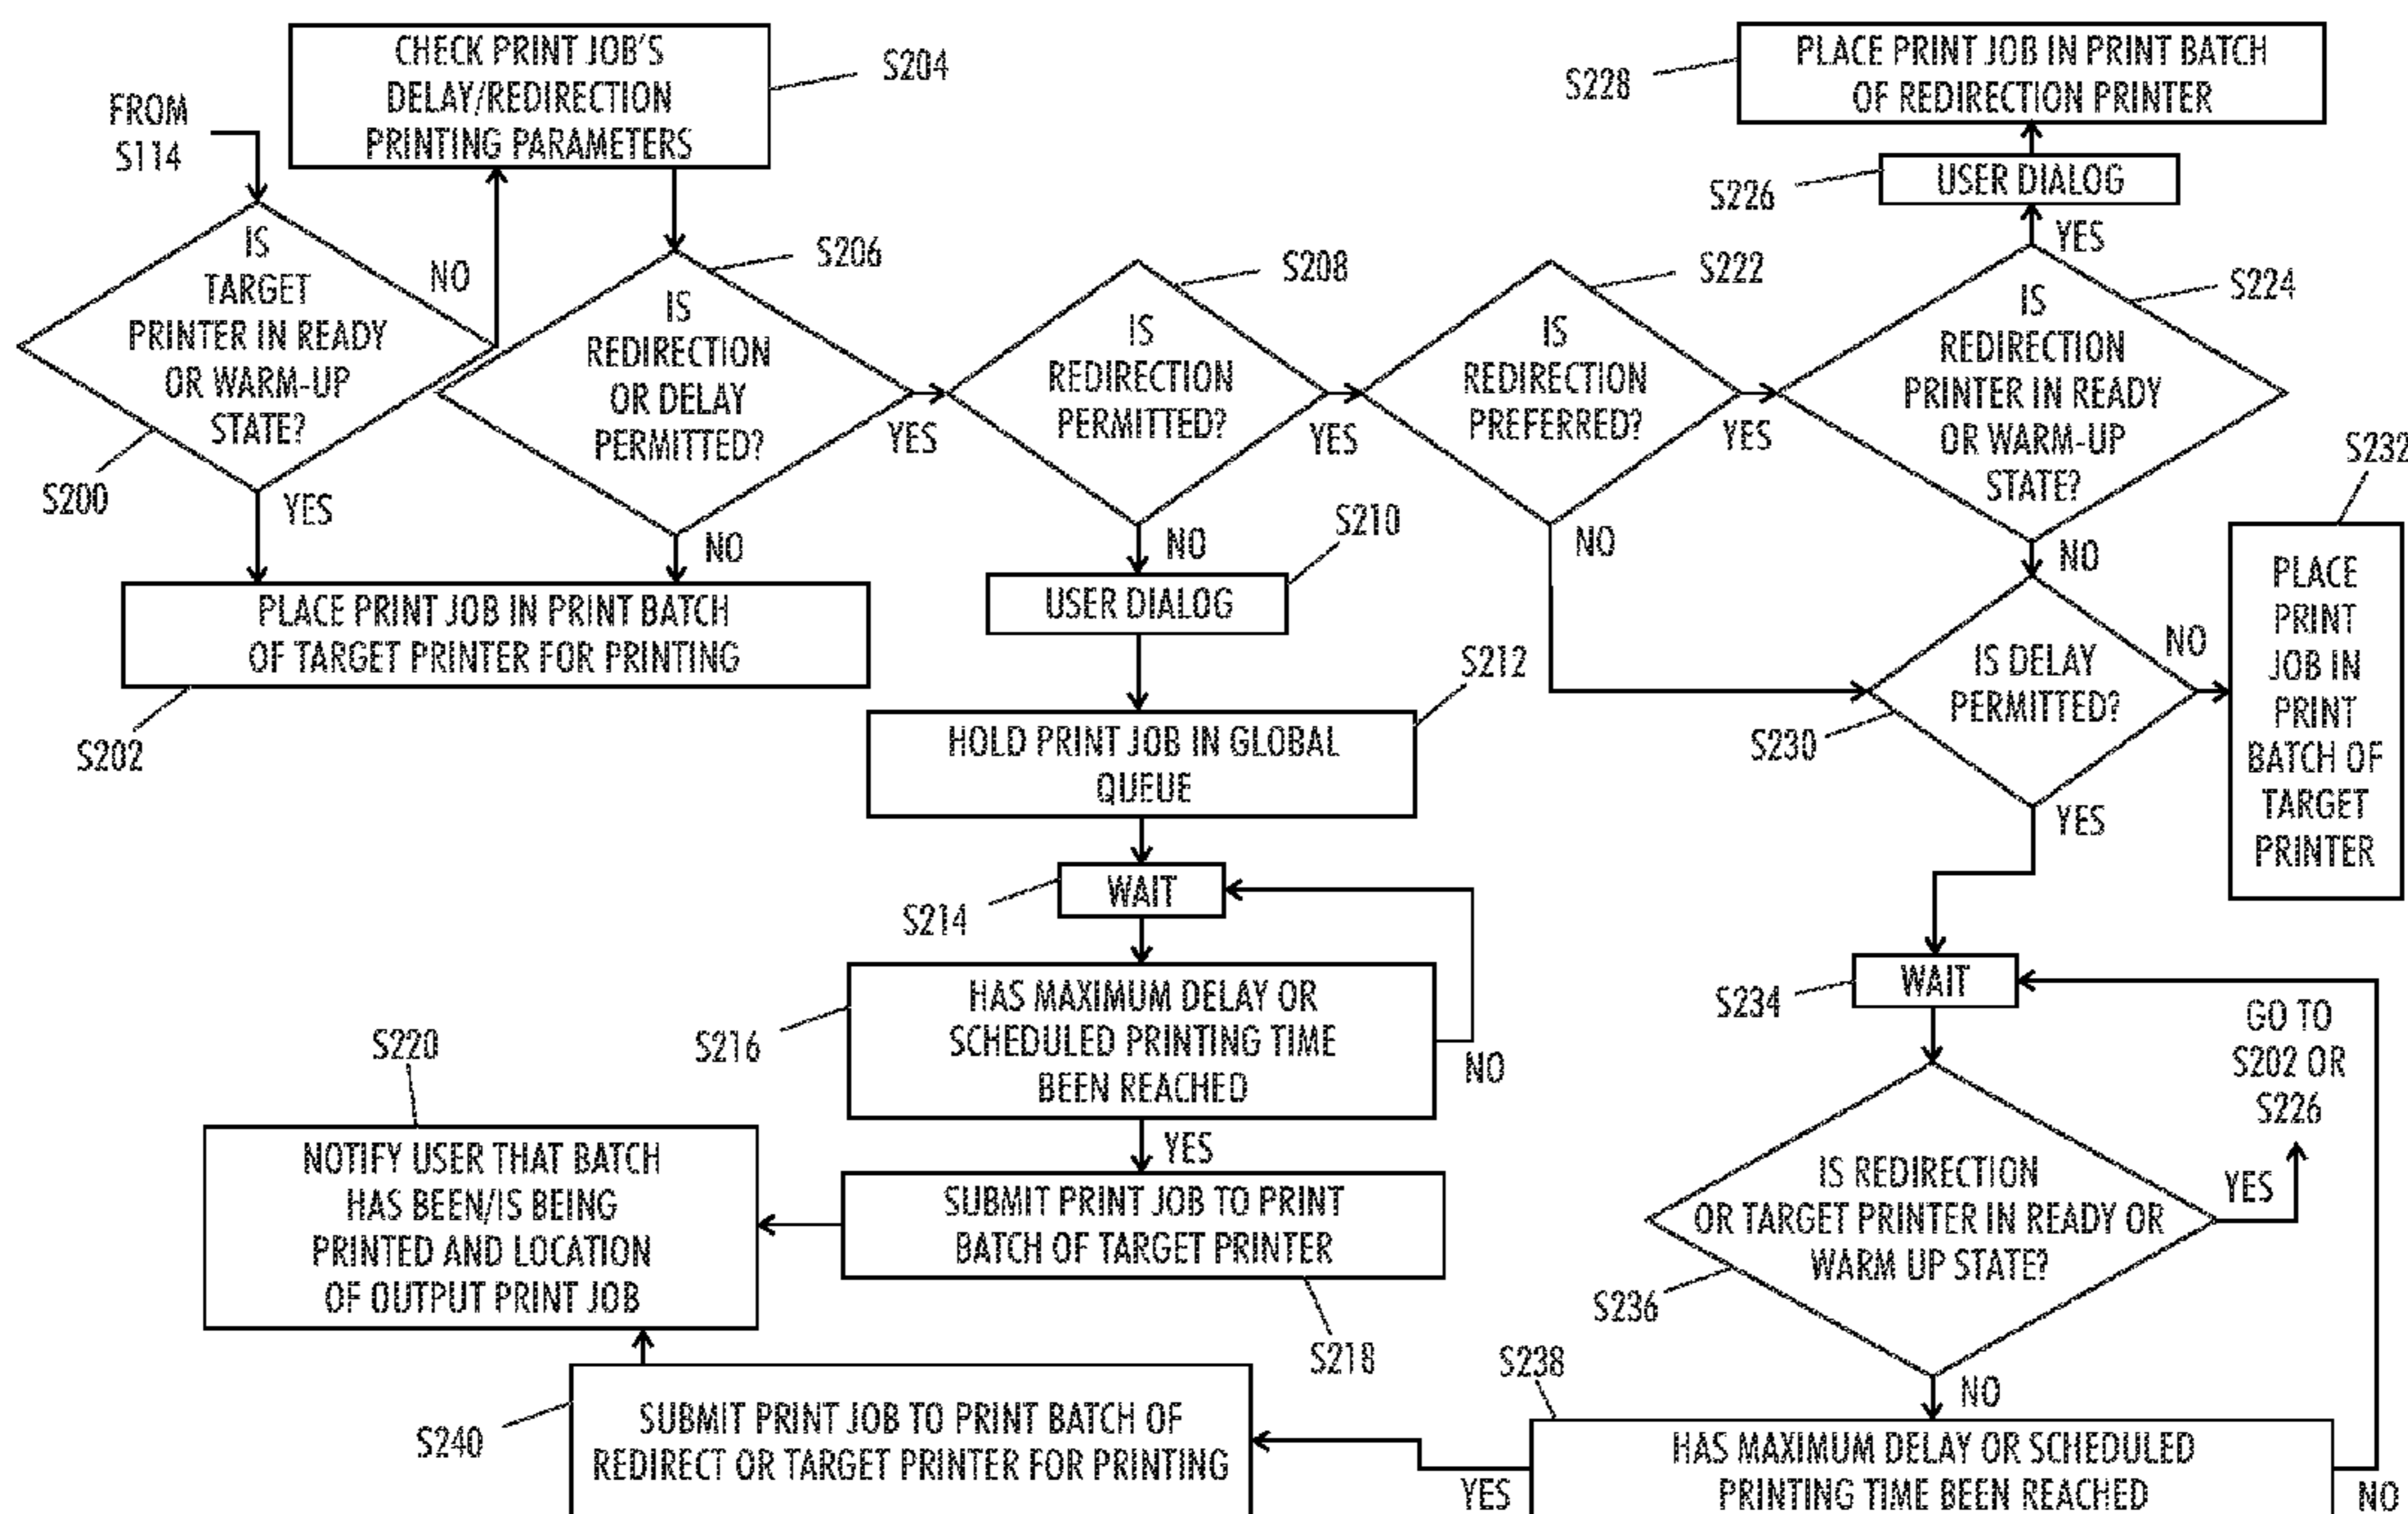 FROM
S114
CHECK PRINT JOB'S
DELAY/REDIRECTION
PRINTING PARAMETERS
S204
IS
TARGET
PRINTER IN READY
OR WARM-UP
STATE?
NO
S200
YES
PLACE PRINT JOB IN PRINT BATCH
OF TARGET PRINTER FOR PRINTING
S202
S206
IS
REDIRECTION
OR DELAY
PERMITTED?
YES
NO
S208
IS
REDIRECTION
PERMITTED?
YES
NO
S210
USER DIALOG
S212
HOLD PRINT JOB IN GLOBAL
QUEUE
S214
WAIT
S216
HAS MAXIMUM DELAY OR
SCHEDULED PRINTING TIME
BEEN REACHED
NO
YES
SUBMIT PRINT JOB TO PRINT
BATCH OF TARGET PRINTER
S218
S220
NOTIFY USER THAT BATCH
HAS BEEN/IS BEING
PRINTED AND LOCATION
OF OUTPUT PRINT JOB
S222
IS
REDIRECTION
PREFERRED?
YES
NO
S228
PLACE PRINT JOB IN PRINT BATCH
OF REDIRECTION PRINTER
S226
USER DIALOG
YES
S224
IS
REDIRECTION
PRINTER IN READY
OR WARM-UP
STATE?
NO
IS DELAY
PERMITTED?
S230
NO
YES
S232
PLACE
PRINT
JOB IN
PRINT
BATCH OF
TARGET
PRINTER
S234
WAIT
GO TO
S202 OR
S226
IS REDIRECTION
OR TARGET PRINTER IN READY OR
WARM UP STATE?
YES
S236
NO
S238
HAS MAXIMUM DELAY OR SCHEDULED
PRINTING TIME BEEN REACHED
YES
NO
S240
SUBMIT PRINT JOB TO PRINT BATCH OF
REDIRECT OR TARGET PRINTER FOR PRINTING